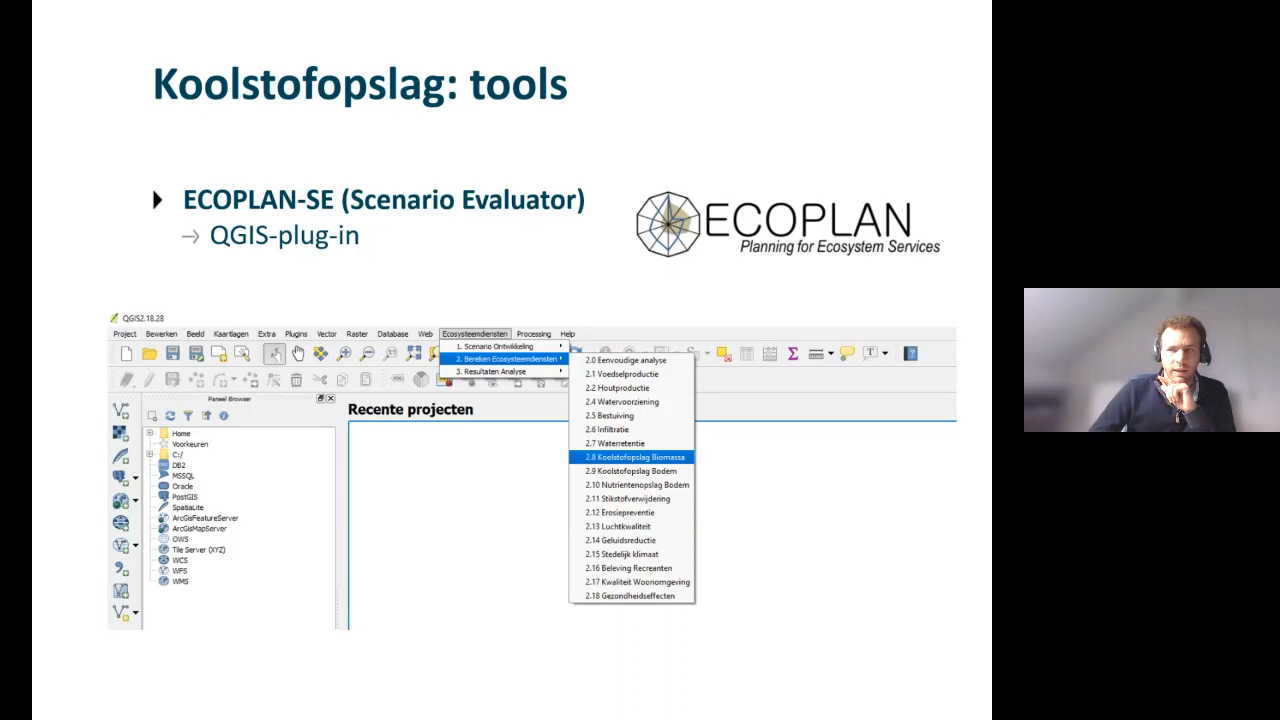 Koolstofopslag: tools
ECOPLAN-SE (Scenario Evaluator)
→ QGIS-plug-in
ECOPLAN
Planning for Ecosystem Services
QGIS2.18.28
Project Bewerken Beeld Kaartlagen Extra Plugins Vector Raster Database Web Ecosysteemdiensten Processing Help
1. Scenario Ontwikkeling
2. Bereken Ecosysteemdiensten
3. Resultaten Analyse
2.0 Eenvoudige analyse
2.1 Voedselproductie
2.2 Houtproductie
2.4 Watervoorziening
2.5 Bestuiving
2.6 Infiltratie
2.7 Waterretentie
2.8 Koolstofopslag Biomassa
2.9 Koolstofopslag Bodem
2.10 Nutrientenopslag Bodem
2.11 Stikstofverwijdering
2.12 Erosiepreventie
2.13 Luchtkwaliteit
2.14 Geluidsreductie
2.15 Stedelijk klimaat
2.16 Beleving Recreanten
2.17 Kwaliteit Woonomgeving
2.18 Gezondheidseffecten
Paneel Browser
Home
Voorkeuren
C:/
DB2
MSSQL
Oracle
PostGIS
SpatiaLite
ArcGisFeatureServer
ArcGisMapServer
OWS
Tile Server (XYZ)
WCS
WFS
WMS
Recente projecten